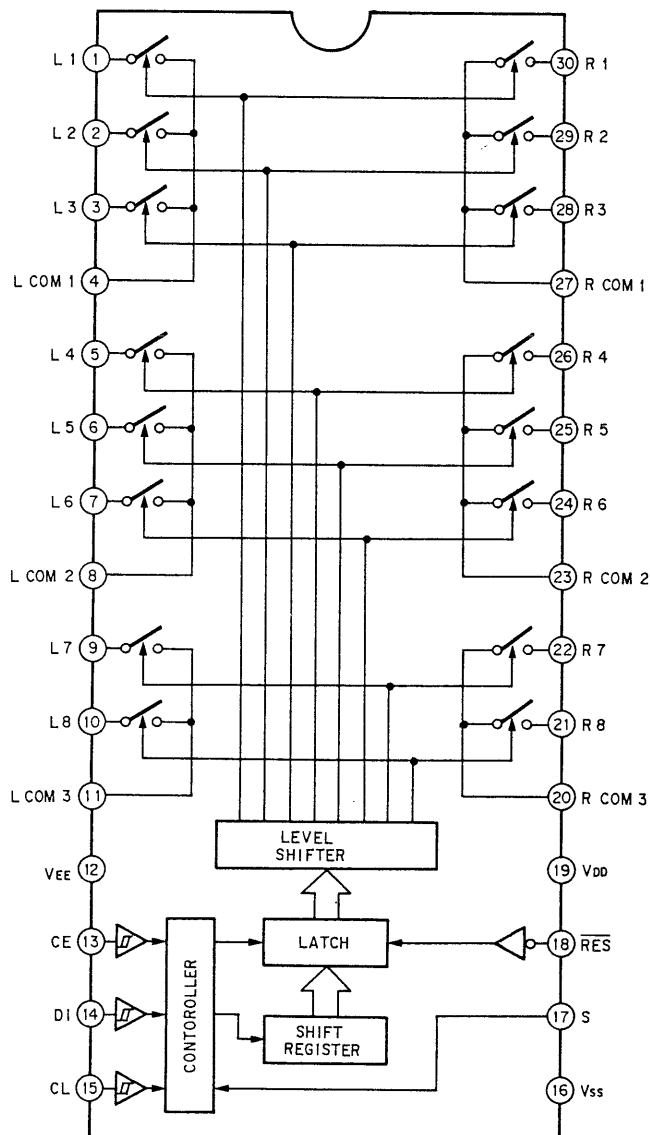 L 1 1 30 R 1
L 2 2 29 R 2
L 3 3 28 R 3
L COM 1 4 27 R COM 1
L 4 5 26 R 4
L 5 6 25 R 5
L 6 7 24 R 6
L COM 2 8 23 R COM 2
L 7 9 22 R 7
L 8 10 21 R 8
L COM 3 11 20 R COM 3
LEVEL
SHIFTER
VEE 12 19 VDD
CE 13 LATCH 18 RES
CONTOROLLER
DI 14 17 S
SHIFT
REGISTER
CL 15 16 VSS